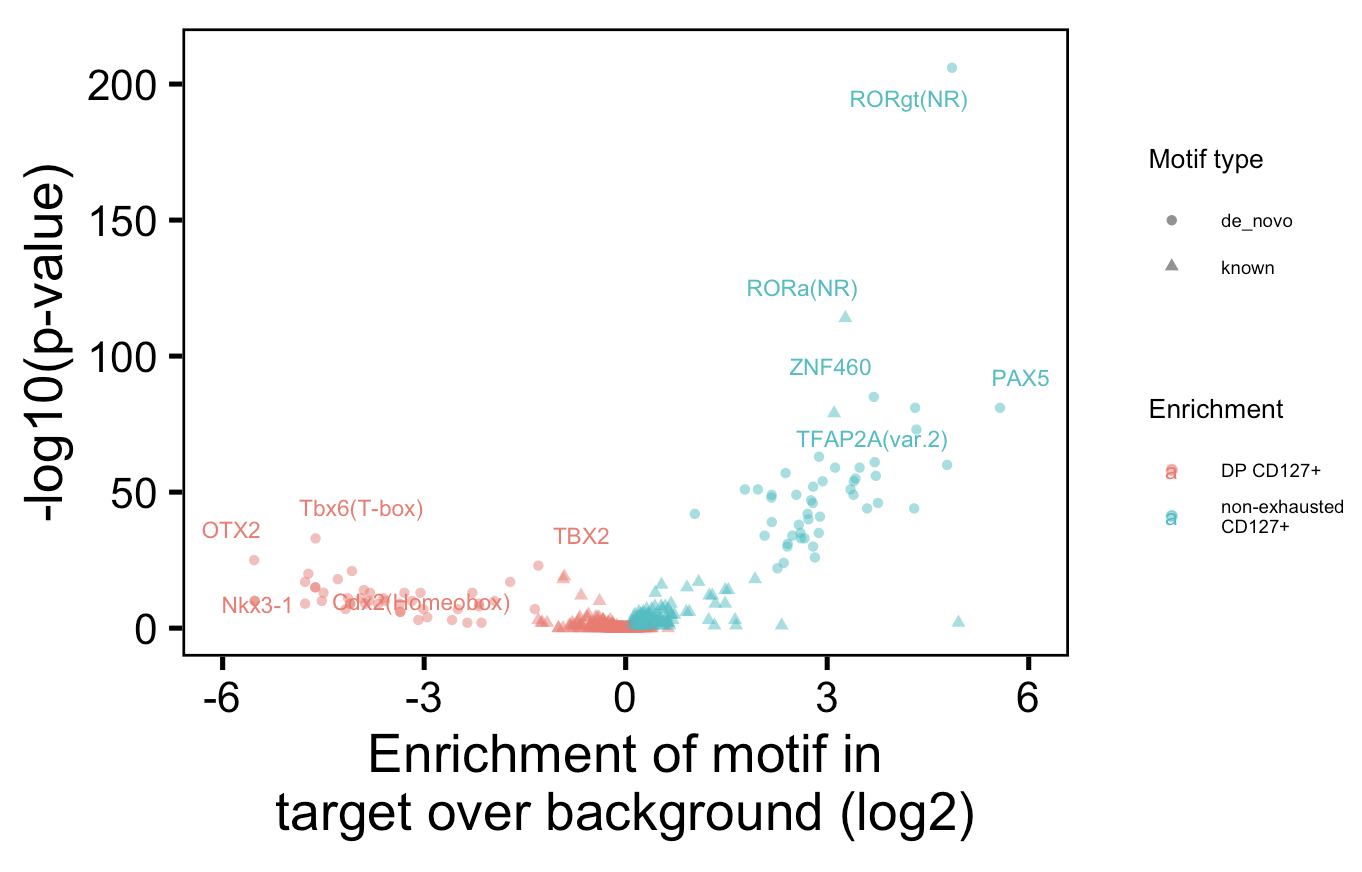 200
150
100
50
0
-log10(p-value)
RORgt(NR)
RORa(NR)
ZNF460
PAX5
TFAP2A(var.2)
Tbx6(T-box)
OTX2
TBX2
Nkx3-1
Cdx2(Homeobox)
-6
-3
0
3
6
Enrichment of motif in
target over background (log2)
Motif type
de_novo
known
Enrichment
a
DP CD127+
a
non-exhausted
CD127+